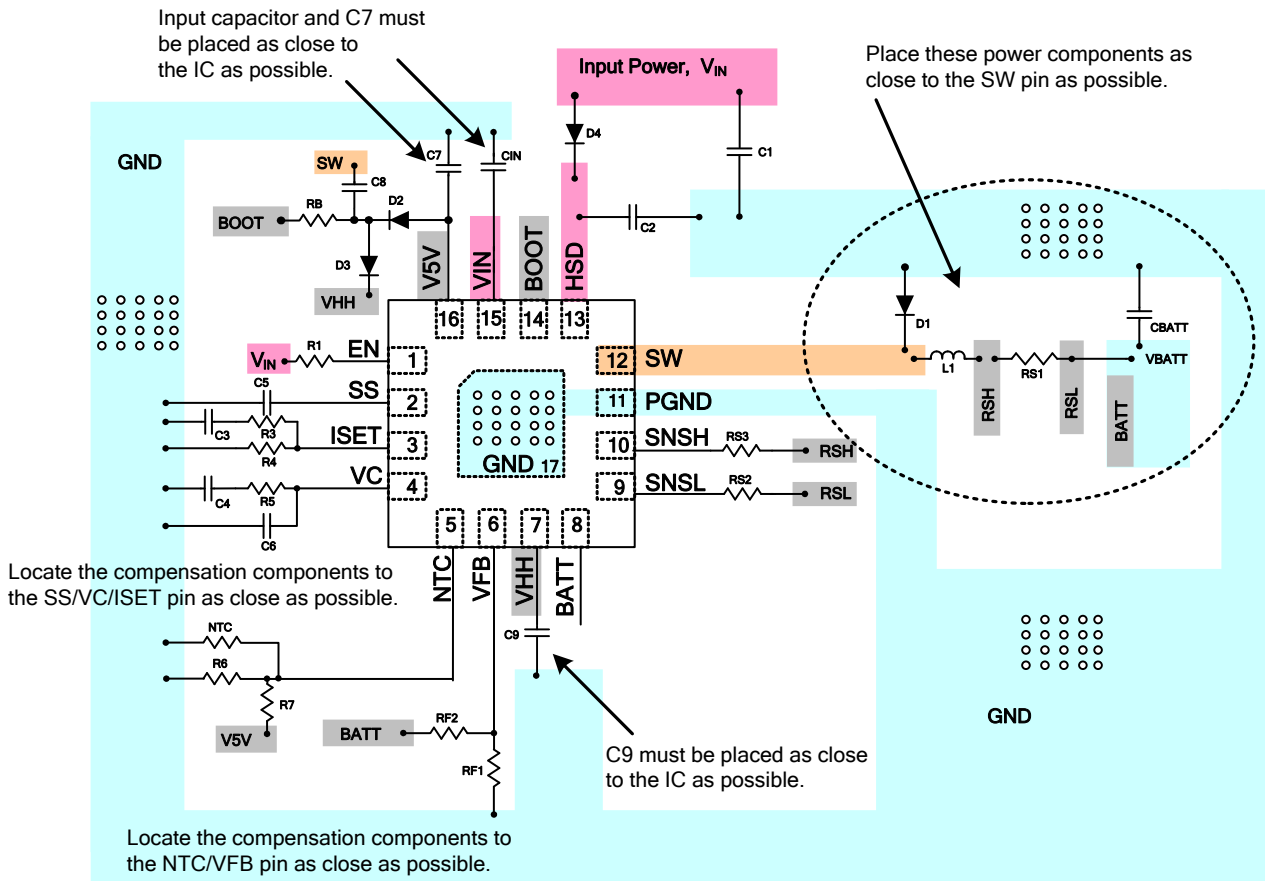 Input capacitor and C7 must
be placed as close to
the IC as possible.
Input Power, VIN
Place these power components as
close to the SW pin as possible.
GND
SW
C7
CIN
D4
C1
C8
BOOT
RB
D2
C2
D3
VHH
V5V
VIN
BOOT
HSD
16
15
14
13
D1
CBATT
VIN
R1
EN
1
12
SW
L1
RSH
RS1
RSL
VBATT
BATT
C5
SS
2
11
PGND
C3
R3
R4
ISET
3
GND 17
10
SNSH
RS3
RSH
C4
R5
C6
VC
4
9
SNSL
RS2
RSL
5
6
7
8
NTC
VFB
VHH
BATT
Locate the compensation components to
the SS/VC/ISET pin as close as possible.
NTC
C9
R6
R7
V5V
BATT
RF2
RF1
GND
C9 must be placed as close
to the IC as possible.
Locate the compensation components to
the NTC/VFB pin as close as possible.